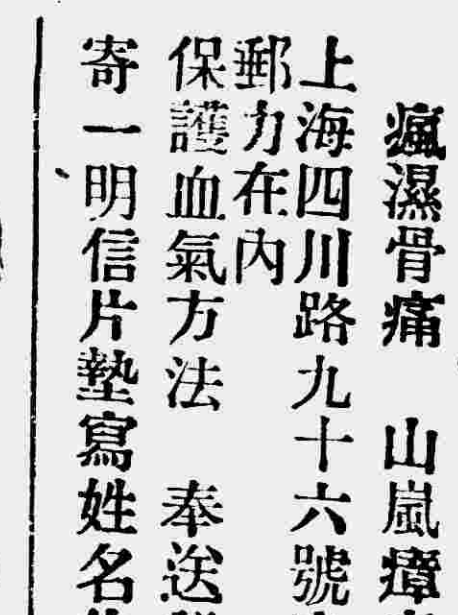 瘋濕骨痛　山嵐瘴
上海四川路九十六號
郵力在內
保護血氣方法　奉送
寄一明信片墊寫姓名